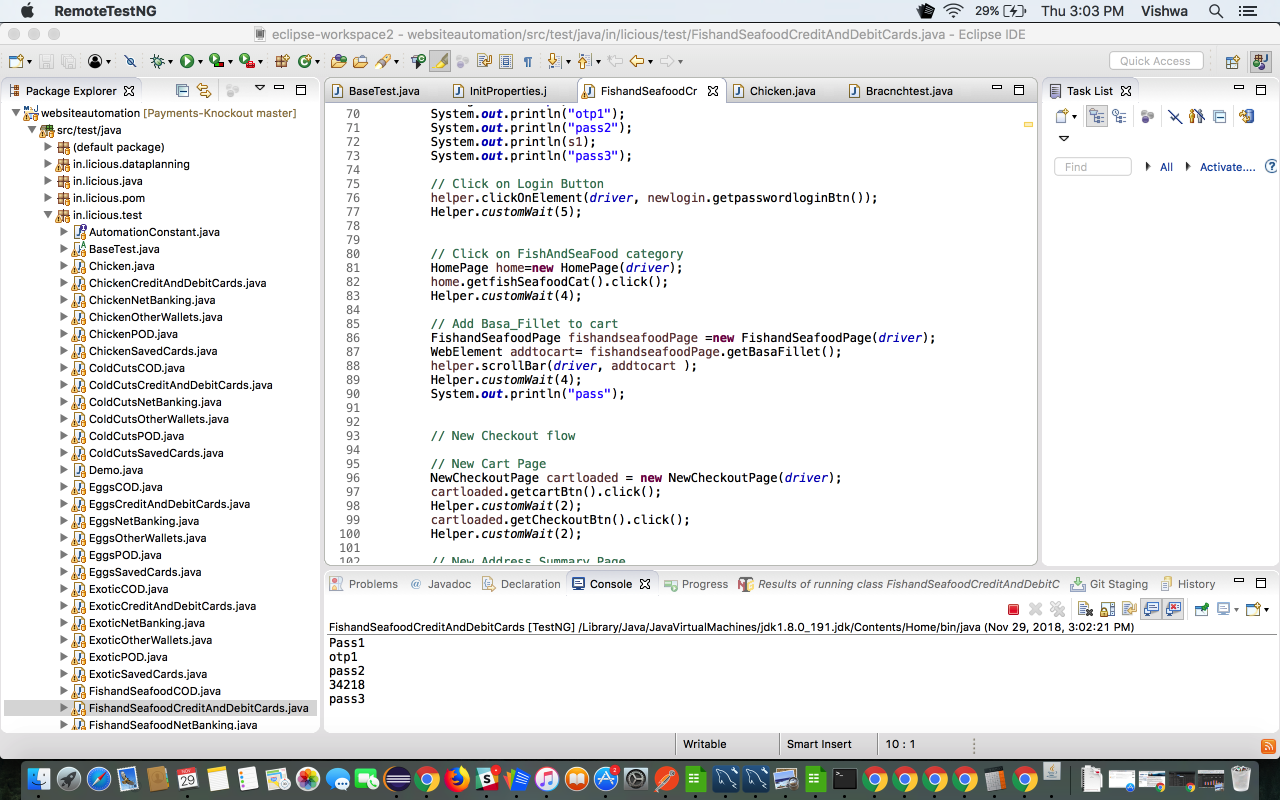 RemoteTestNG 29% Thu 3:03 PM Vishwa
eclipse-workspace2 - websiteautomation/src/test/java/in/licious/test/FishandSeafoodCreditAndDebitCards.java - Eclipse IDE
Quick Access
Package Explorer
websiteautomation [Payments-Knockout master]
src/test/java
(default package)
in.licious.dataplanning
in.licious.java
in.licious.pom
in.licious.test
AutomationConstant.java
BaseTest.java
Chicken.java
ChickenCreditAndDebitCards.java
ChickenNetBanking.java
ChickenOtherWallets.java
ChickenPOD.java
ChickenSavedCards.java
ColdCutsCOD.java
ColdCutsCreditAndDebitCards.java
ColdCutsNetBanking.java
ColdCutsOtherWallets.java
ColdCutsPOD.java
ColdCutsSavedCards.java
Demo.java
EggsCOD.java
EggsCreditAndDebitCards.java
EggsNetBanking.java
EggsOtherWallets.java
EggsPOD.java
EggsSavedCards.java
ExoticCOD.java
ExoticCreditAndDebitCards.java
ExoticNetBanking.java
ExoticOtherWallets.java
ExoticPOD.java
ExoticSavedCards.java
FishandSeafoodCOD.java
FishandSeafoodCreditAndDebitCards.java
FishandSeafoodNetBanking.java
BaseTest.java InitProperties.j FishandSeafoodCr Chicken.java Bracnchtest.java
70 System.out.println("otp1");
71 System.out.println("pass2");
72 System.out.println(s1);
73 System.out.println("pass3");
74
75 // Click on Login Button
76 helper.clickOnElement(driver, newlogin.getpasswordloginBtn());
77 Helper.customWait(5);
78
79
80 // Click on FishAndSeaFood category
81 HomePage home=new HomePage(driver);
82 home.getfishSeafoodCat().click();
83 Helper.customWait(4);
84
85 // Add Basa_Fillet to cart
86 FishandSeafoodPage fishandseafoodPage =new FishandSeafoodPage(driver);
87 WebElement addtocart= fishandseafoodPage.getBasaFillet();
88 helper.scrollBar(driver, addtocart );
89 Helper.customWait(4);
90 System.out.println("pass");
91
92
93 // New Checkout flow
94
95 // New Cart Page
96 NewCheckoutPage cartloaded = new NewCheckoutPage(driver);
97 cartloaded.getcartBtn().click();
98 Helper.customWait(2);
99 cartloaded.getCheckoutBtn().click();
100 Helper.customWait(2);
101
102 // New Address Summary Page
Task List
Find All Activate....
Problems Javadoc Declaration Console Progress Results of running class FishandSeafoodCreditAndDebitC Git Staging History
FishandSeafoodCreditAndDebitCards [TestNG] /Library/Java/JavaVirtualMachines/jdk1.8.0_191.jdk/Contents/Home/bin/java (Nov 29, 2018, 3:02:21 PM)
Pass1
otp1
pass2
34218
pass3
Writable Smart Insert 10 : 1